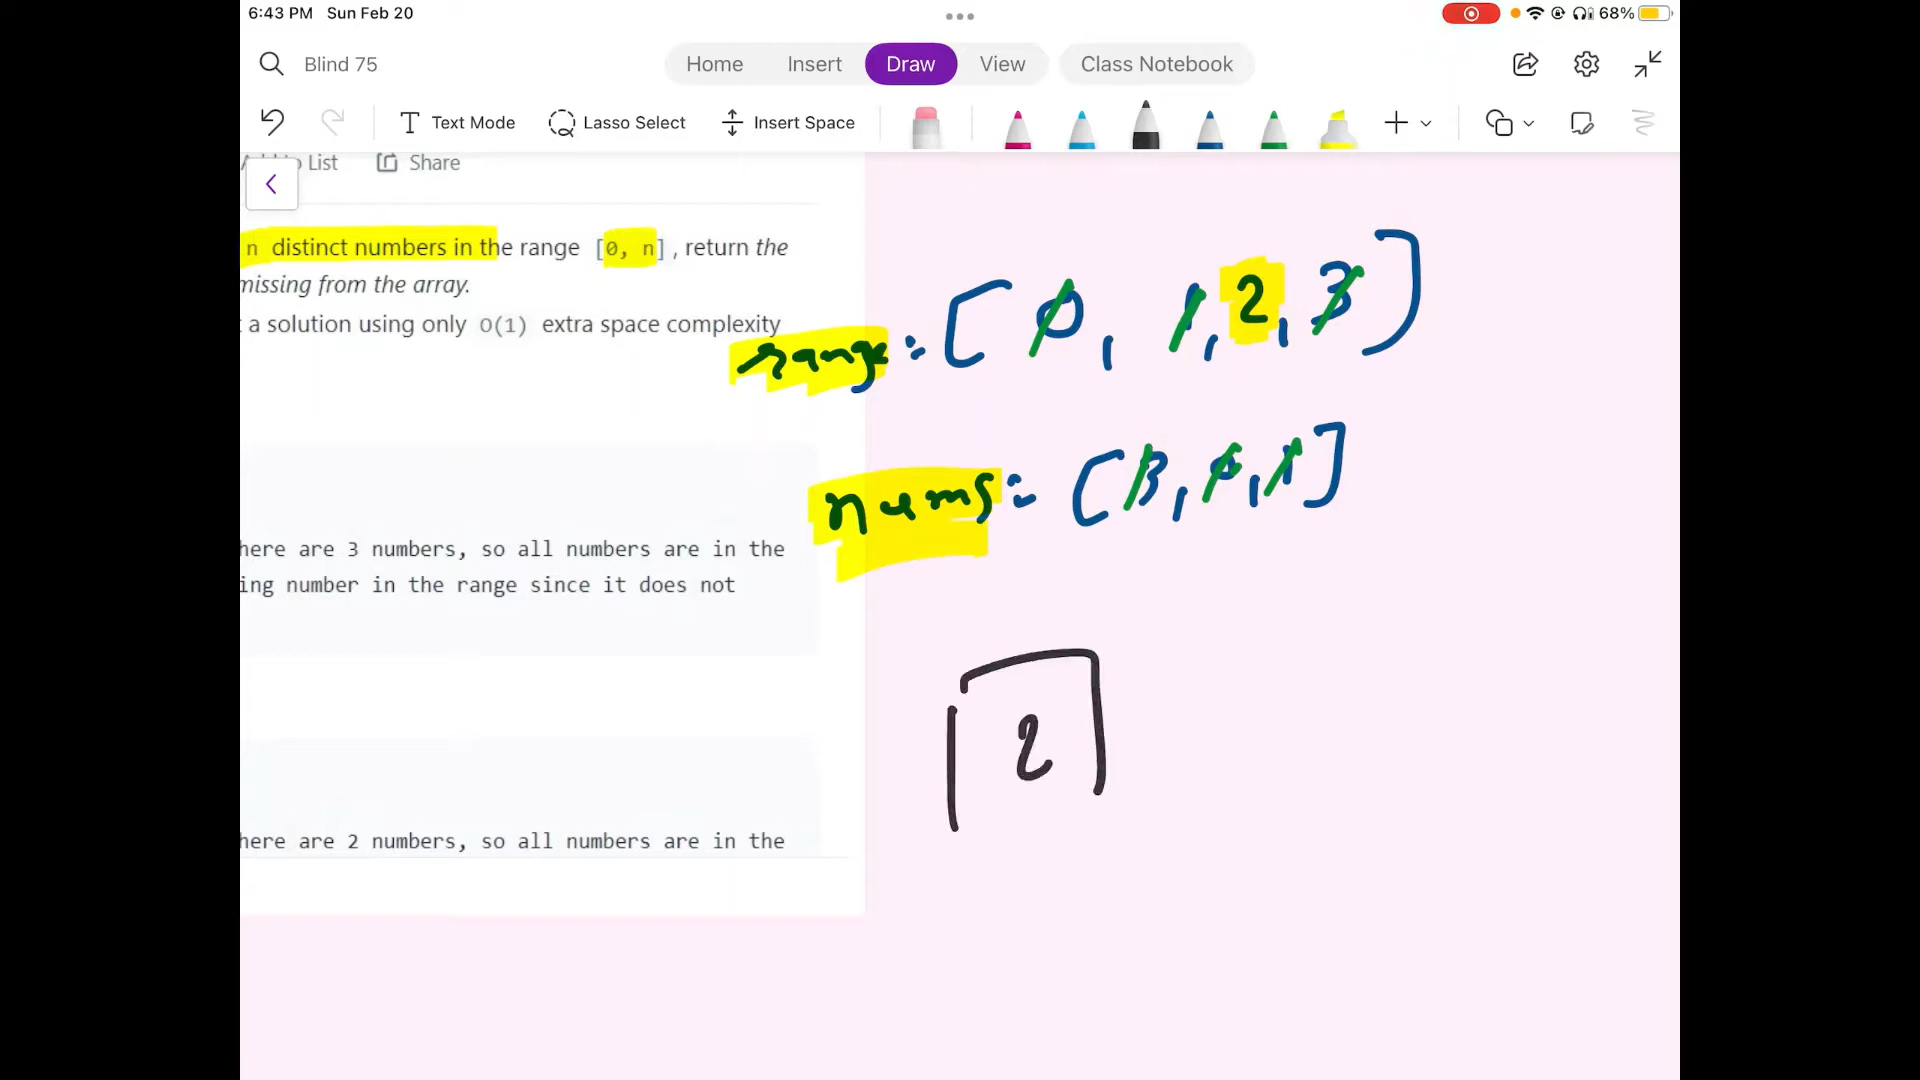 6:43 PM Sun Feb 20
68%
Blind 75
Home Insert Draw View Class Notebook
Text Mode Lasso Select Insert Space
to List Share
n distinct numbers in the range [0, n], return the
missing from the array.
a solution using only O(1) extra space complexity
range: [0, 1, 2, 3]
nums: [3, 0, 1]
here are 3 numbers, so all numbers are in the
ing number in the range since it does not
2
here are 2 numbers, so all numbers are in the